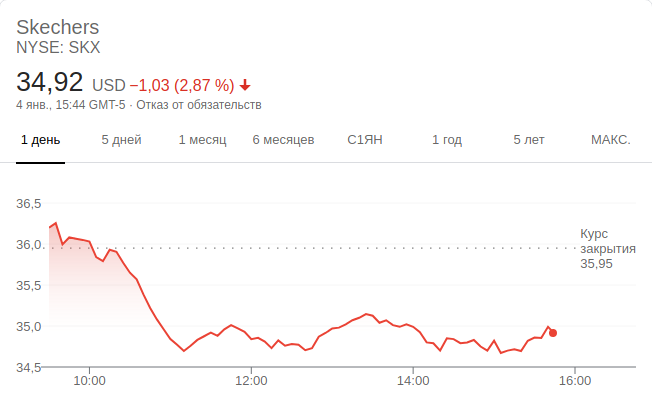 Skechers
NYSE: SKX
34,92 USD −1,03 (2,87 %)
4 янв., 15:44 GMT-5 · Отказ от обязательств
1 день 5 дней 1 месяц 6 месяцев С1ЯН 1 год 5 лет МАКС.
36,5
Курс
закрытия
35,95
36,0
35,5
35,0
34,5
10:00 12:00 14:00 16:00